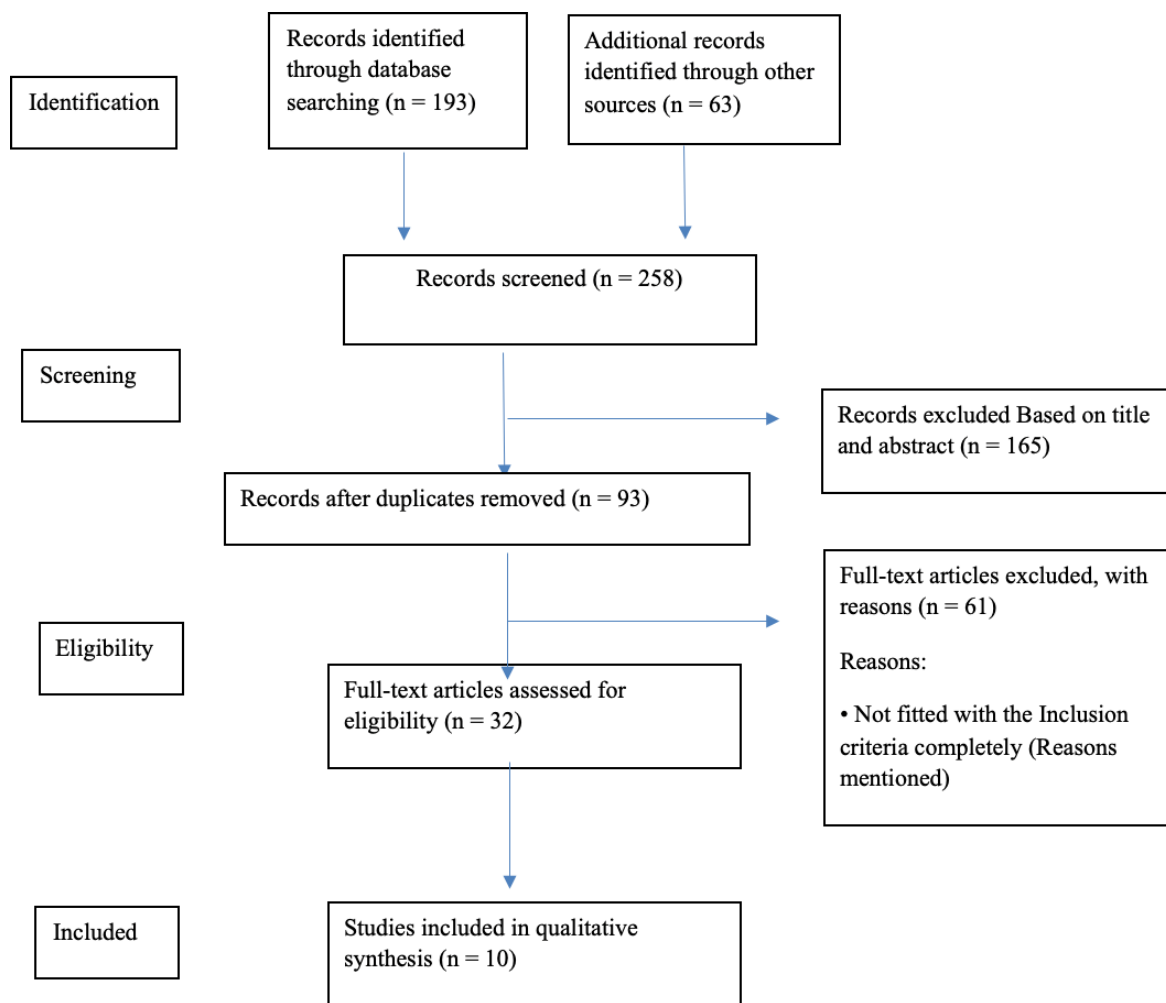 Identification
Records identified
through database
searching (n = 193)
Additional records
identified through other
sources (n = 63)
Records screened (n = 258)
Screening
Records excluded Based on title
and abstract (n = 165)
Records after duplicates removed (n = 93)
Full-text articles excluded, with
reasons (n = 61)
Reasons:
• Not fitted with the Inclusion
criteria completely (Reasons
mentioned)
Eligibility
Full-text articles assessed for
eligibility (n = 32)
Included
Studies included in qualitative
synthesis (n = 10)